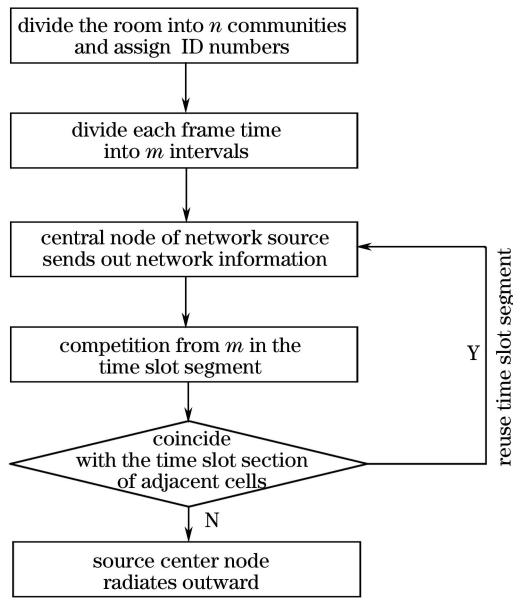 divide the room into n communities
and assign ID numbers
divide each frame time
into m intervals
central node of network source
sends out network information
competition from m in the
time slot segment
coincide
with the time slot section
of adjacent cells
Y
reuse time slot segment
N
source center node
radiates outward